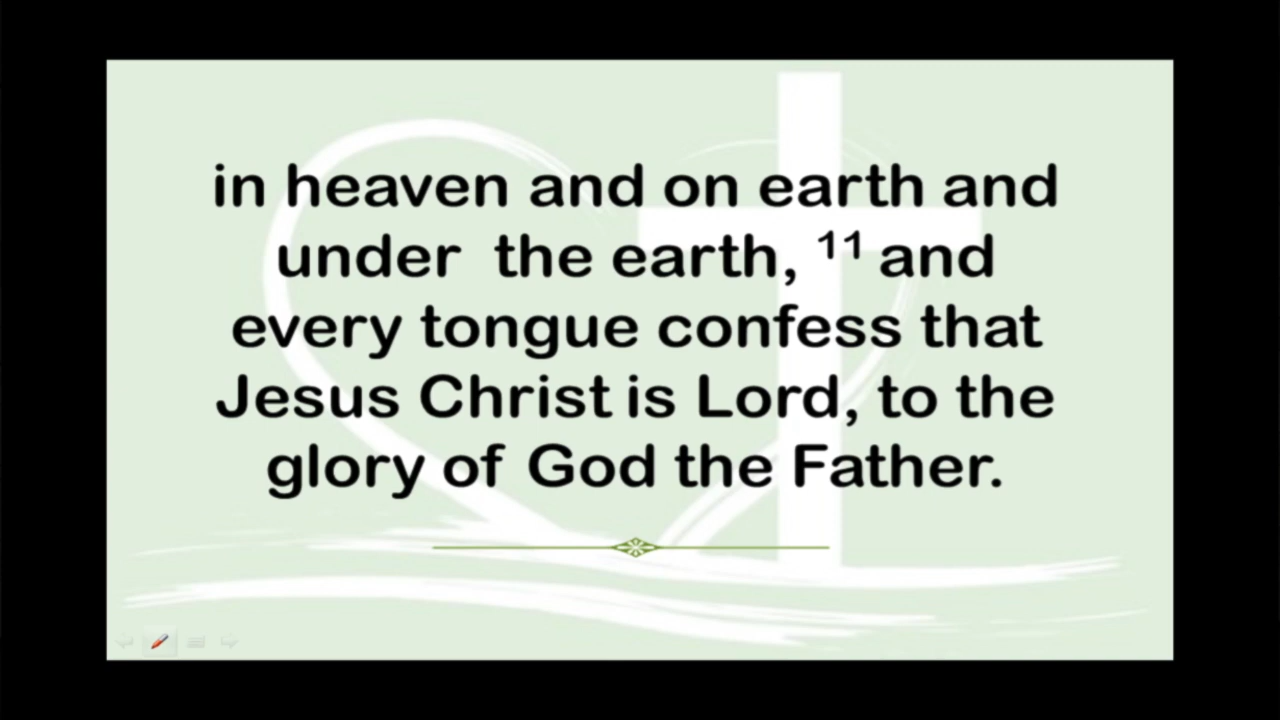 in heaven and on earth and
under the earth, ¹¹ and
every tongue confess that
Jesus Christ is Lord, to the
glory of God the Father.